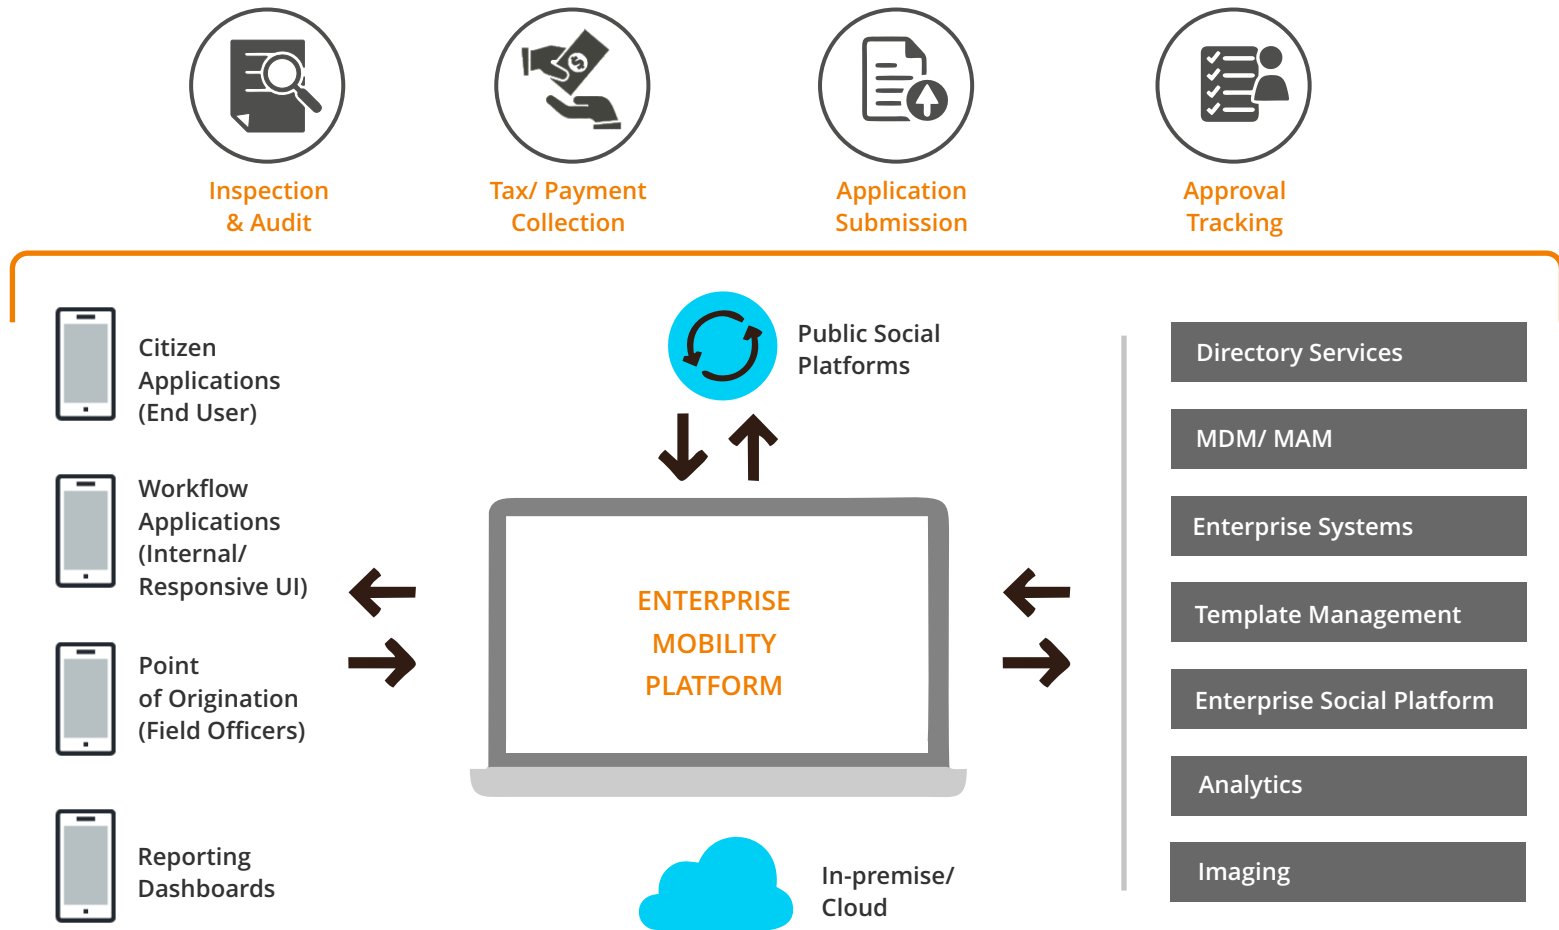 Inspection
& Audit
Tax/ Payment
Collection
Application
Submission
Approval
Tracking
Citizen
Applications
(End User)
Workflow
Applications
(Internal/
Responsive UI)
Point
of Origination
(Field Officers)
Reporting
Dashboards
Public Social
Platforms
ENTERPRISE
MOBILITY
PLATFORM
In-premise/
Cloud
Directory Services
MDM/ MAM
Enterprise Systems
Template Management
Enterprise Social Platform
Analytics
Imaging